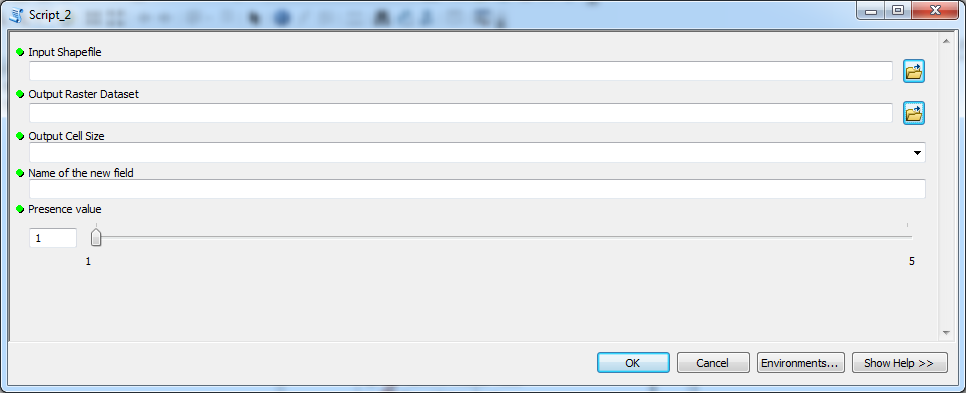 Script_2
Input Shapefile
Output Raster Dataset
Output Cell Size
Name of the new field
Presence value
1
1 5
OK Cancel Environments... Show Help >>